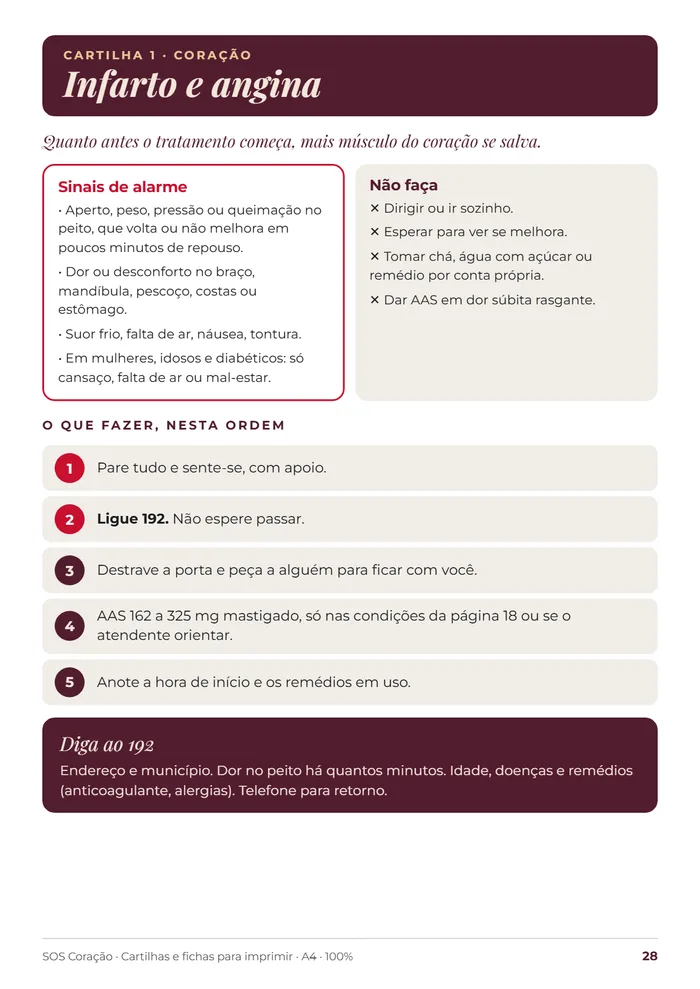 CARTILHA 1 · CORAÇÃO
Infarto e angina
Quanto antes o tratamento começa, mais músculo do coração se salva.
Sinais de alarme
· Aperto, peso, pressão ou queimação no
peito, que volta ou não melhora em
poucos minutos de repouso.
· Dor ou desconforto no braço,
mandíbula, pescoço, costas ou
estômago.
· Suor frio, falta de ar, náusea, tontura.
· Em mulheres, idosos e diabéticos: só
cansaço, falta de ar ou mal-estar.
Não faça
✕ Dirigir ou ir sozinho.
✕ Esperar para ver se melhora.
✕ Tomar chá, água com açúcar ou
remédio por conta própria.
✕ Dar AAS em dor súbita rasgante.
O QUE FAZER, NESTA ORDEM
1 Pare tudo e sente-se, com apoio.
2 Ligue 192. Não espere passar.
3 Destrave a porta e peça a alguém para ficar com você.
4 AAS 162 a 325 mg mastigado, só nas condições da página 18 ou se o
atendente orientar.
5 Anote a hora de início e os remédios em uso.
Diga ao 192
Endereço e município. Dor no peito há quantos minutos. Idade, doenças e remédios
(anticoagulante, alergias). Telefone para retorno.
SOS Coração · Cartilhas e fichas para imprimir · A4 · 100% 28